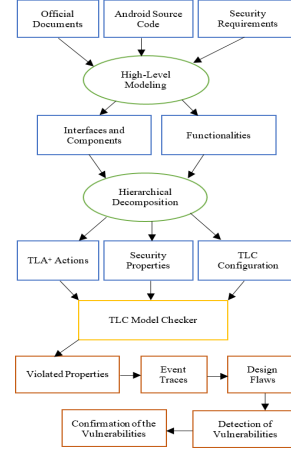 Official
Documents
Android Source
Code
Security
Requirements
High-Level
Modeling
Interfaces and
Components
Functionalities
Hierarchical
Decomposition
TLA⁺ Actions
Security
Properties
TLC
Configuration
TLC Model Checker
Violated Properties
Event
Traces
Design
Flaws
Confirmation of the
Vulnerabilities
Detection of
Vulnerabilities